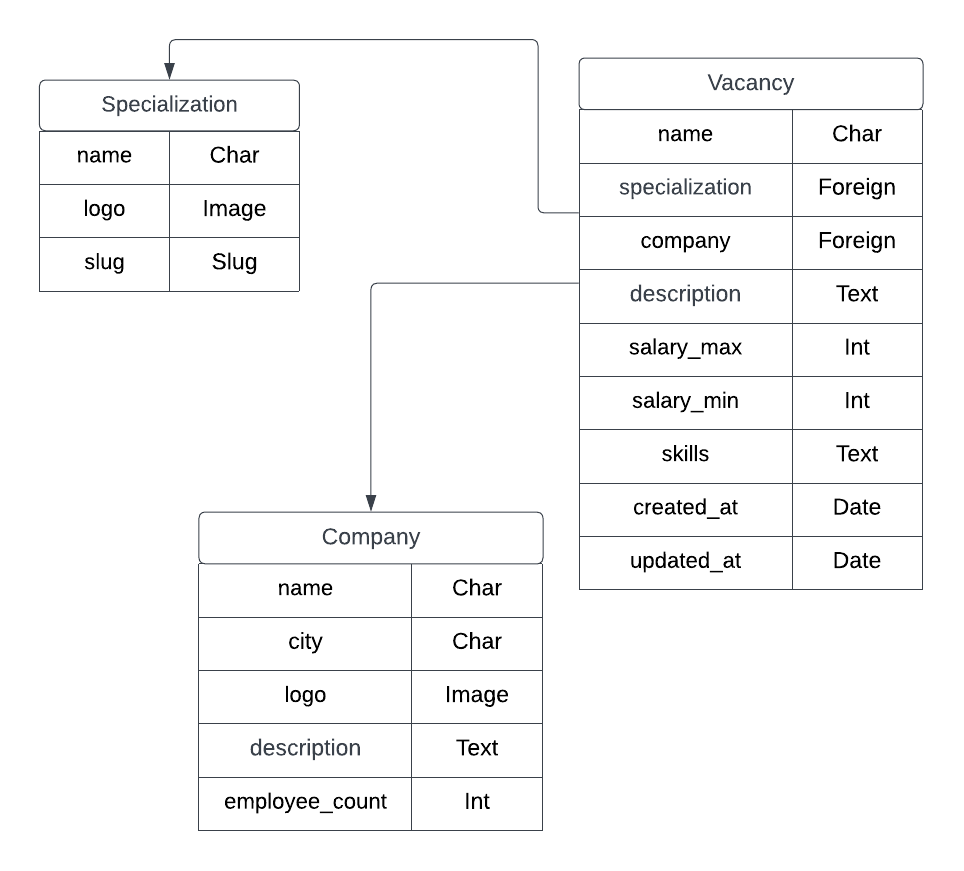 Specialization
name Char
logo Image
slug Slug
Vacancy
name Char
specialization Foreign
company Foreign
description Text
salary_max Int
salary_min Int
skills Text
created_at Date
updated_at Date
Company
name Char
city Char
logo Image
description Text
employee_count Int